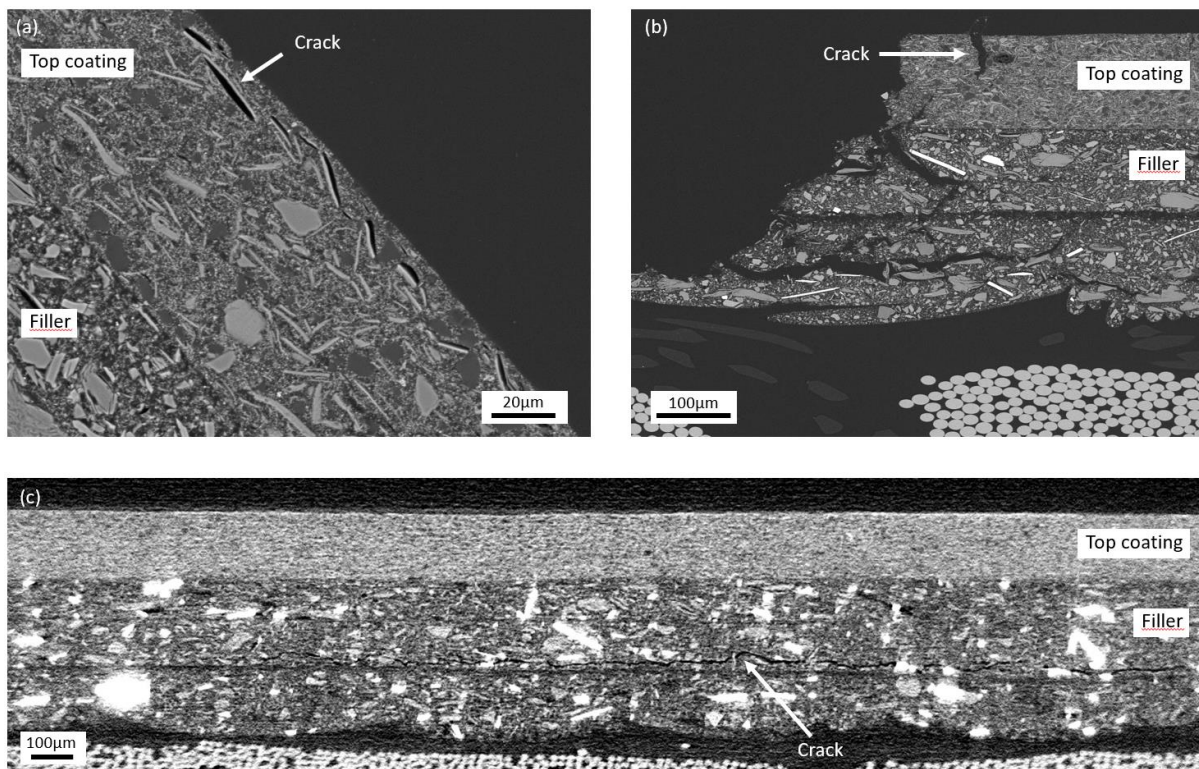 (a)
Crack
Top coating
Filler
20µm
(b)
Crack
Top coating
Filler
100µm
(c)
Top coating
Filler
Crack
100µm